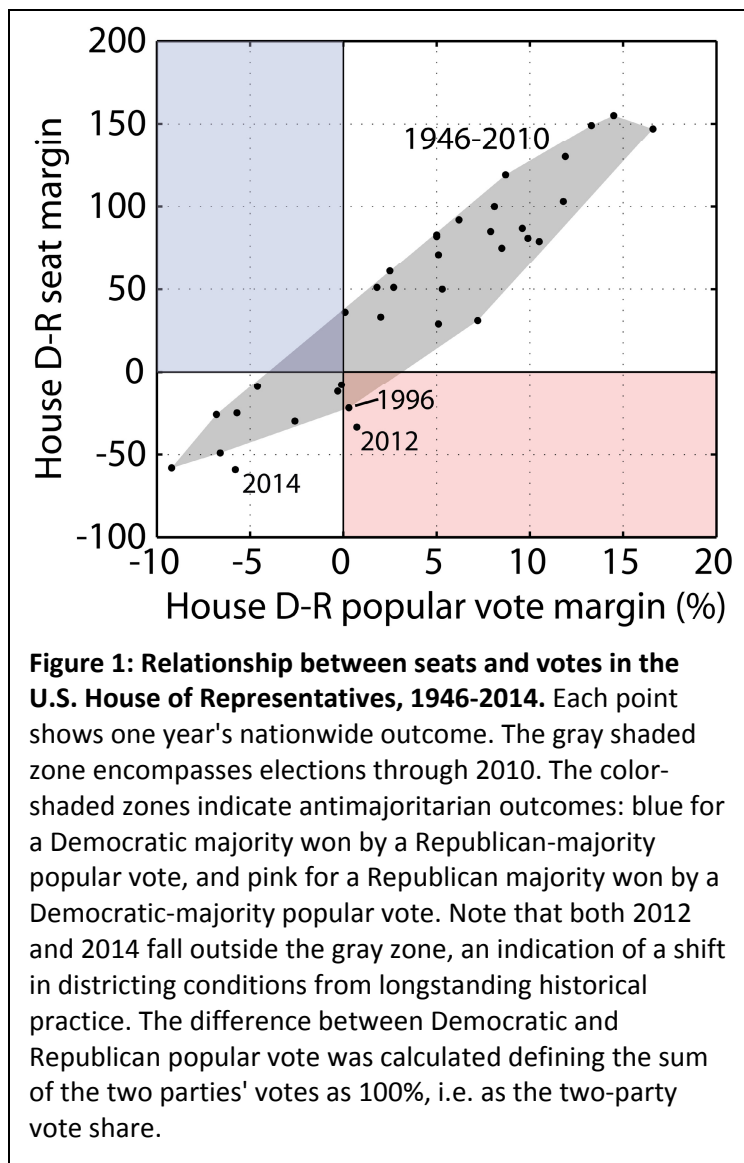 200
150
100
50
0
-50
-100
House D-R seat margin
1946-2010
1996
2012
2014
-10 -5 0 5 10 15 20
House D-R popular vote margin (%)
Figure 1: Relationship between seats and votes in the
U.S. House of Representatives, 1946-2014. Each point
shows one year's nationwide outcome. The gray shaded
zone encompasses elections through 2010. The color-
shaded zones indicate antimajoritarian outcomes: blue for
a Democratic majority won by a Republican-majority
popular vote, and pink for a Republican majority won by a
Democratic-majority popular vote. Note that both 2012
and 2014 fall outside the gray zone, an indication of a shift
in districting conditions from longstanding historical
practice. The difference between Democratic and
Republican popular vote was calculated defining the sum
of the two parties' votes as 100%, i.e. as the two-party
vote share.